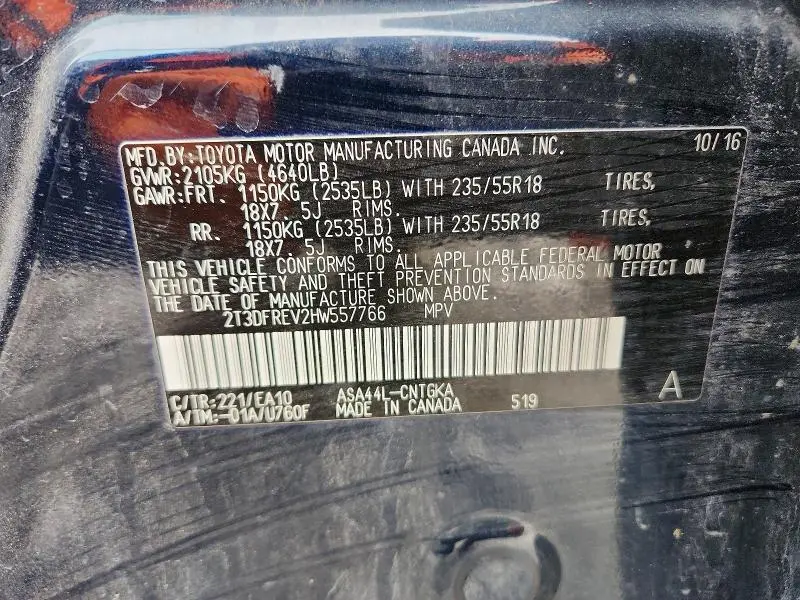 MFD.BY:TOYOTA MOTOR MANUFACTURING CANADA INC. 10/16
GVWR:2105KG (4640LB)
GAWR:FRT. 1150KG (2535LB) WITH 235/55R18 TIRES,
18X7. 5J RIMS.
RR. 1150KG (2535LB) WITH 235/55R18 TIRES,
18X7. 5J RIMS.
THIS VEHICLE CONFORMS TO ALL APPLICABLE FEDERAL MOTOR
VEHICLE SAFETY AND THEFT PREVENTION STANDARDS IN EFFECT ON
THE DATE OF MANUFACTURE SHOWN ABOVE.
2T3DFREV2HW557766 MPV
C/TR:221/EA10 ASA44L-CNTGKA A
A/TM:-01A/U760F MADE IN CANADA 519